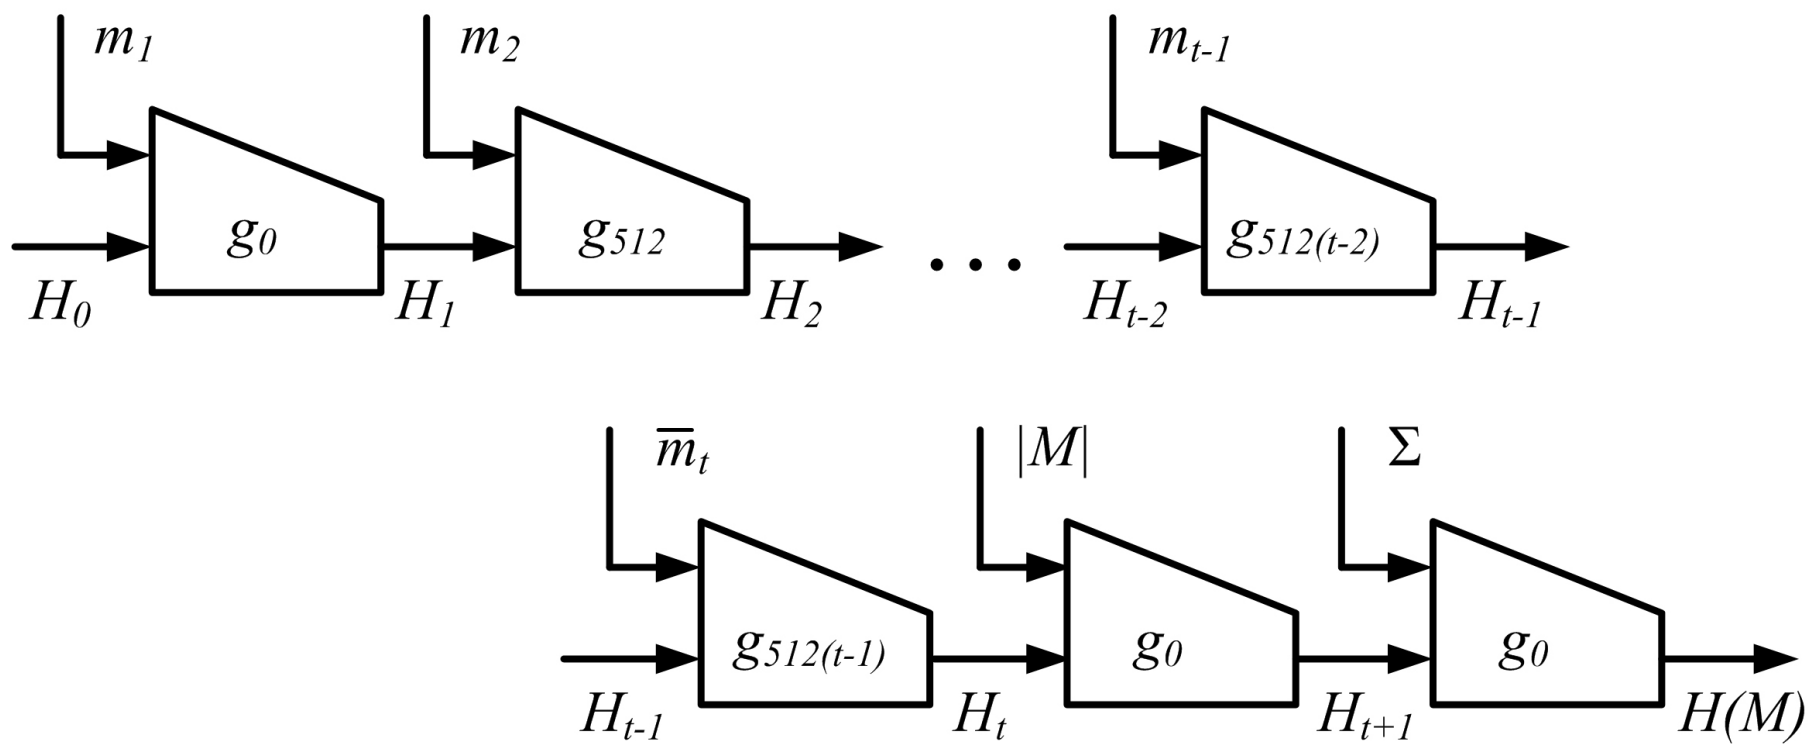 m1 m2 mt-1
g0 g512 g512(t-2)
H0 H1 H2 ... Ht-2 Ht-1
m̅t |M| Σ
g512(t-1) g0 g0
Ht-1 Ht Ht+1 H(M)